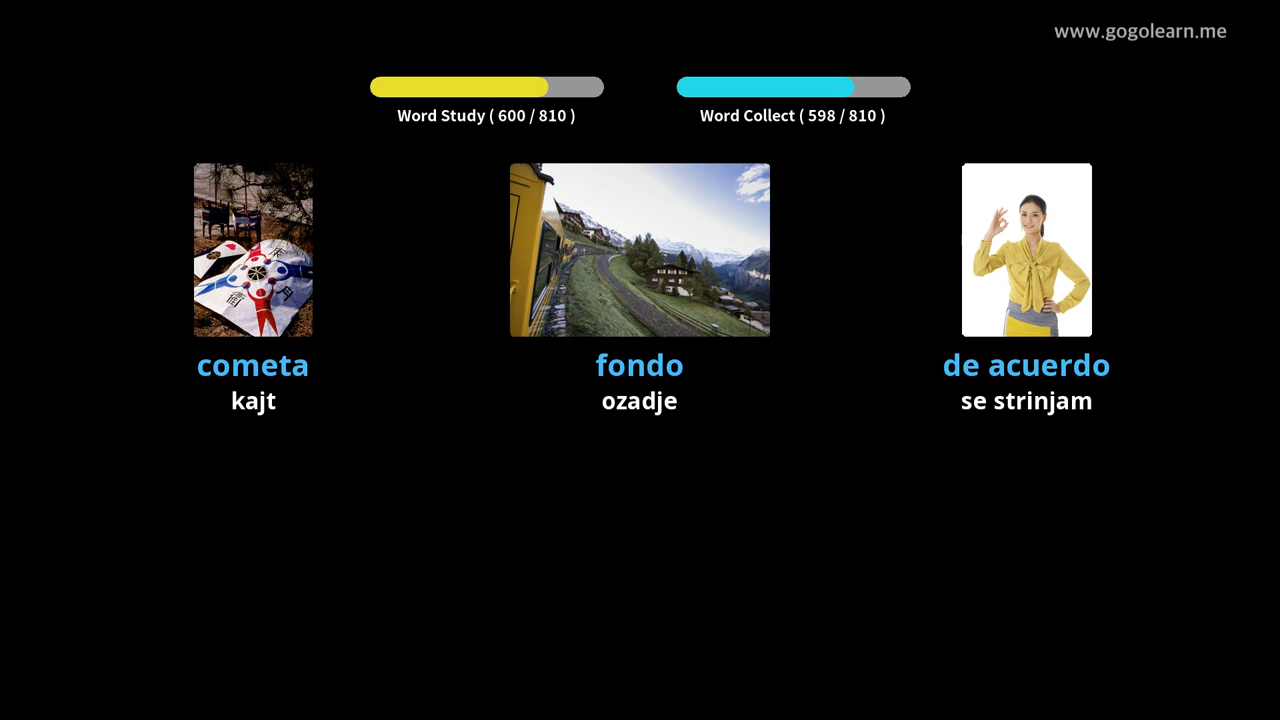 www.gogolearn.me
Word Study ( 600 / 810 )
Word Collect ( 598 / 810 )
cometa
kajt
fondo
ozadje
de acuerdo
se strinjam